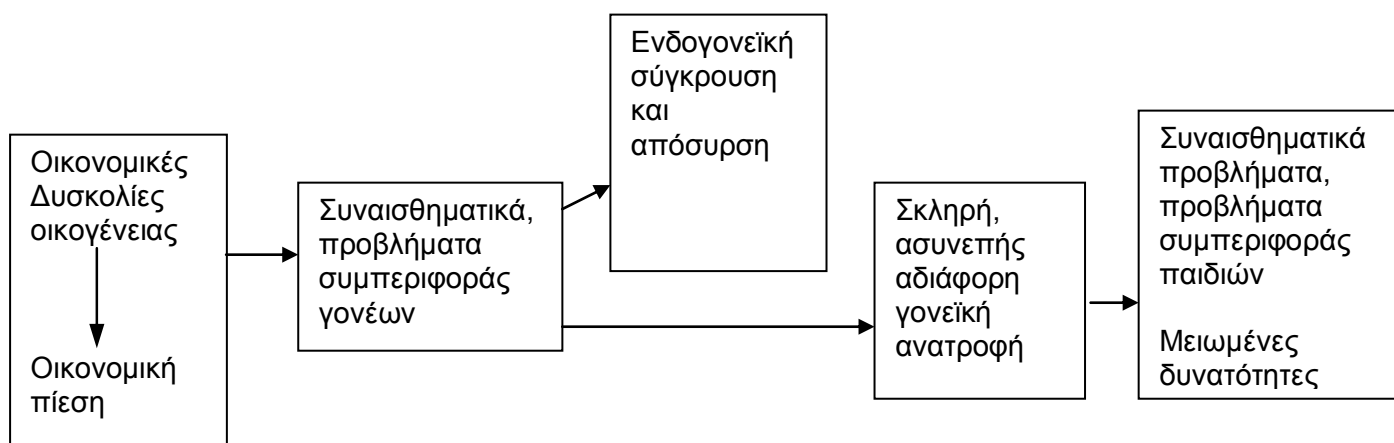 Οικονομικές
Δυσκολίες
οικογένειας
Οικονομική
πίεση
Συναισθηματικά,
προβλήματα
συμπεριφοράς
γονέων
Ενδογονεϊκή
σύγκρουση
και
απόσυρση
Σκληρή,
ασυνεπής
αδιάφορη
γονεϊκή
ανατροφή
Συναισθηματικά
προβλήματα,
προβλήματα
συμπεριφοράς
παιδιών
Μειωμένες
δυνατότητες